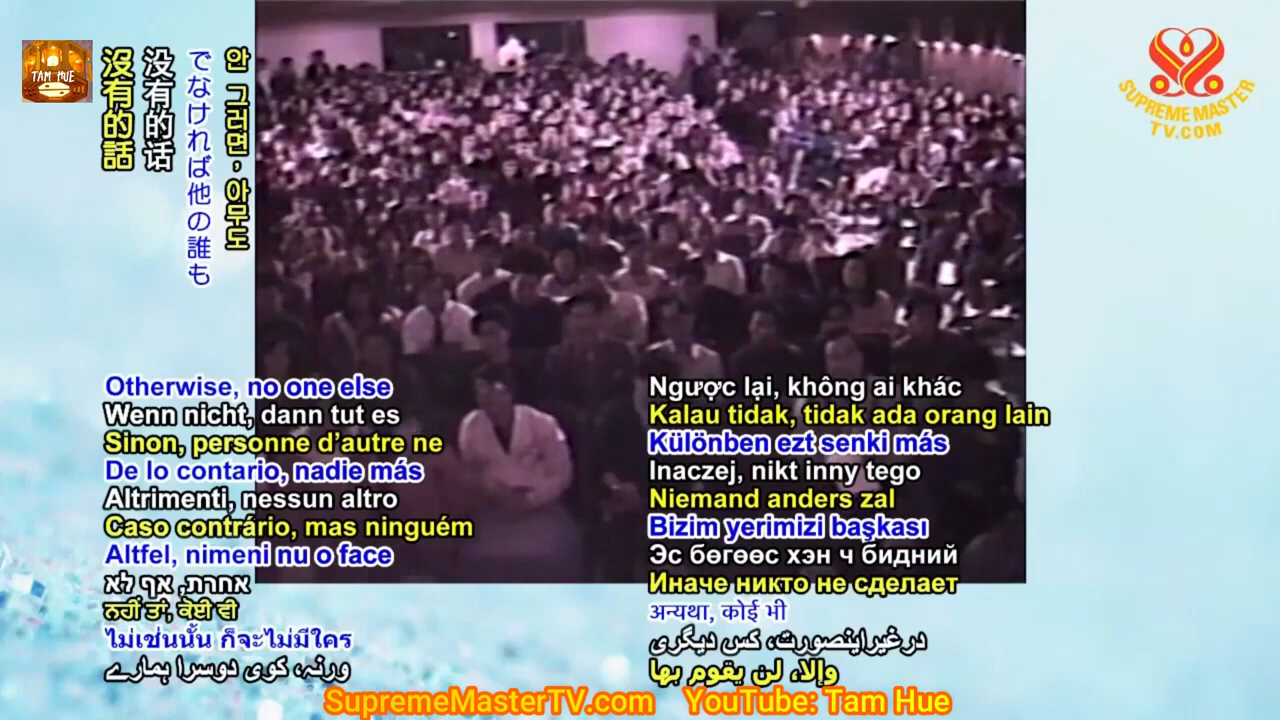 TAM HUE
SUPREME MASTER
TV.COM
안 그러면, 아무도
でなければ他の誰も
没有的话
沒有的話
Otherwise, no one else
Wenn nicht, dann tut es
Sinon, personne d’autre ne
De lo contario, nadie más
Altrimenti, nessun altro
Caso contrário, mas ninguém
Altfel, nimeni nu o face
אחרת, אף לא
ਨਹੀਂ ਤਾਂ, ਕੋਈ ਵੀ
ไม่เช่นนั้น ก็จะไม่มีใคร
ورنہ، کوی دوسرا ہمارے
Ngược lại, không ai khác
Kalau tidak, tidak ada orang lain
Különben ezt senki más
Inaczej, nikt inny tego
Niemand anders zal
Bizim yerimizi başkası
Эс бөгөөс хэн ч бидний
Иначе никто не сделает
अन्यथा, कोई भी
درغیراینصورت، کس دیگری
وإلا، لن يقوم بها
SupremeMasterTV.com YouTube: Tam Hue